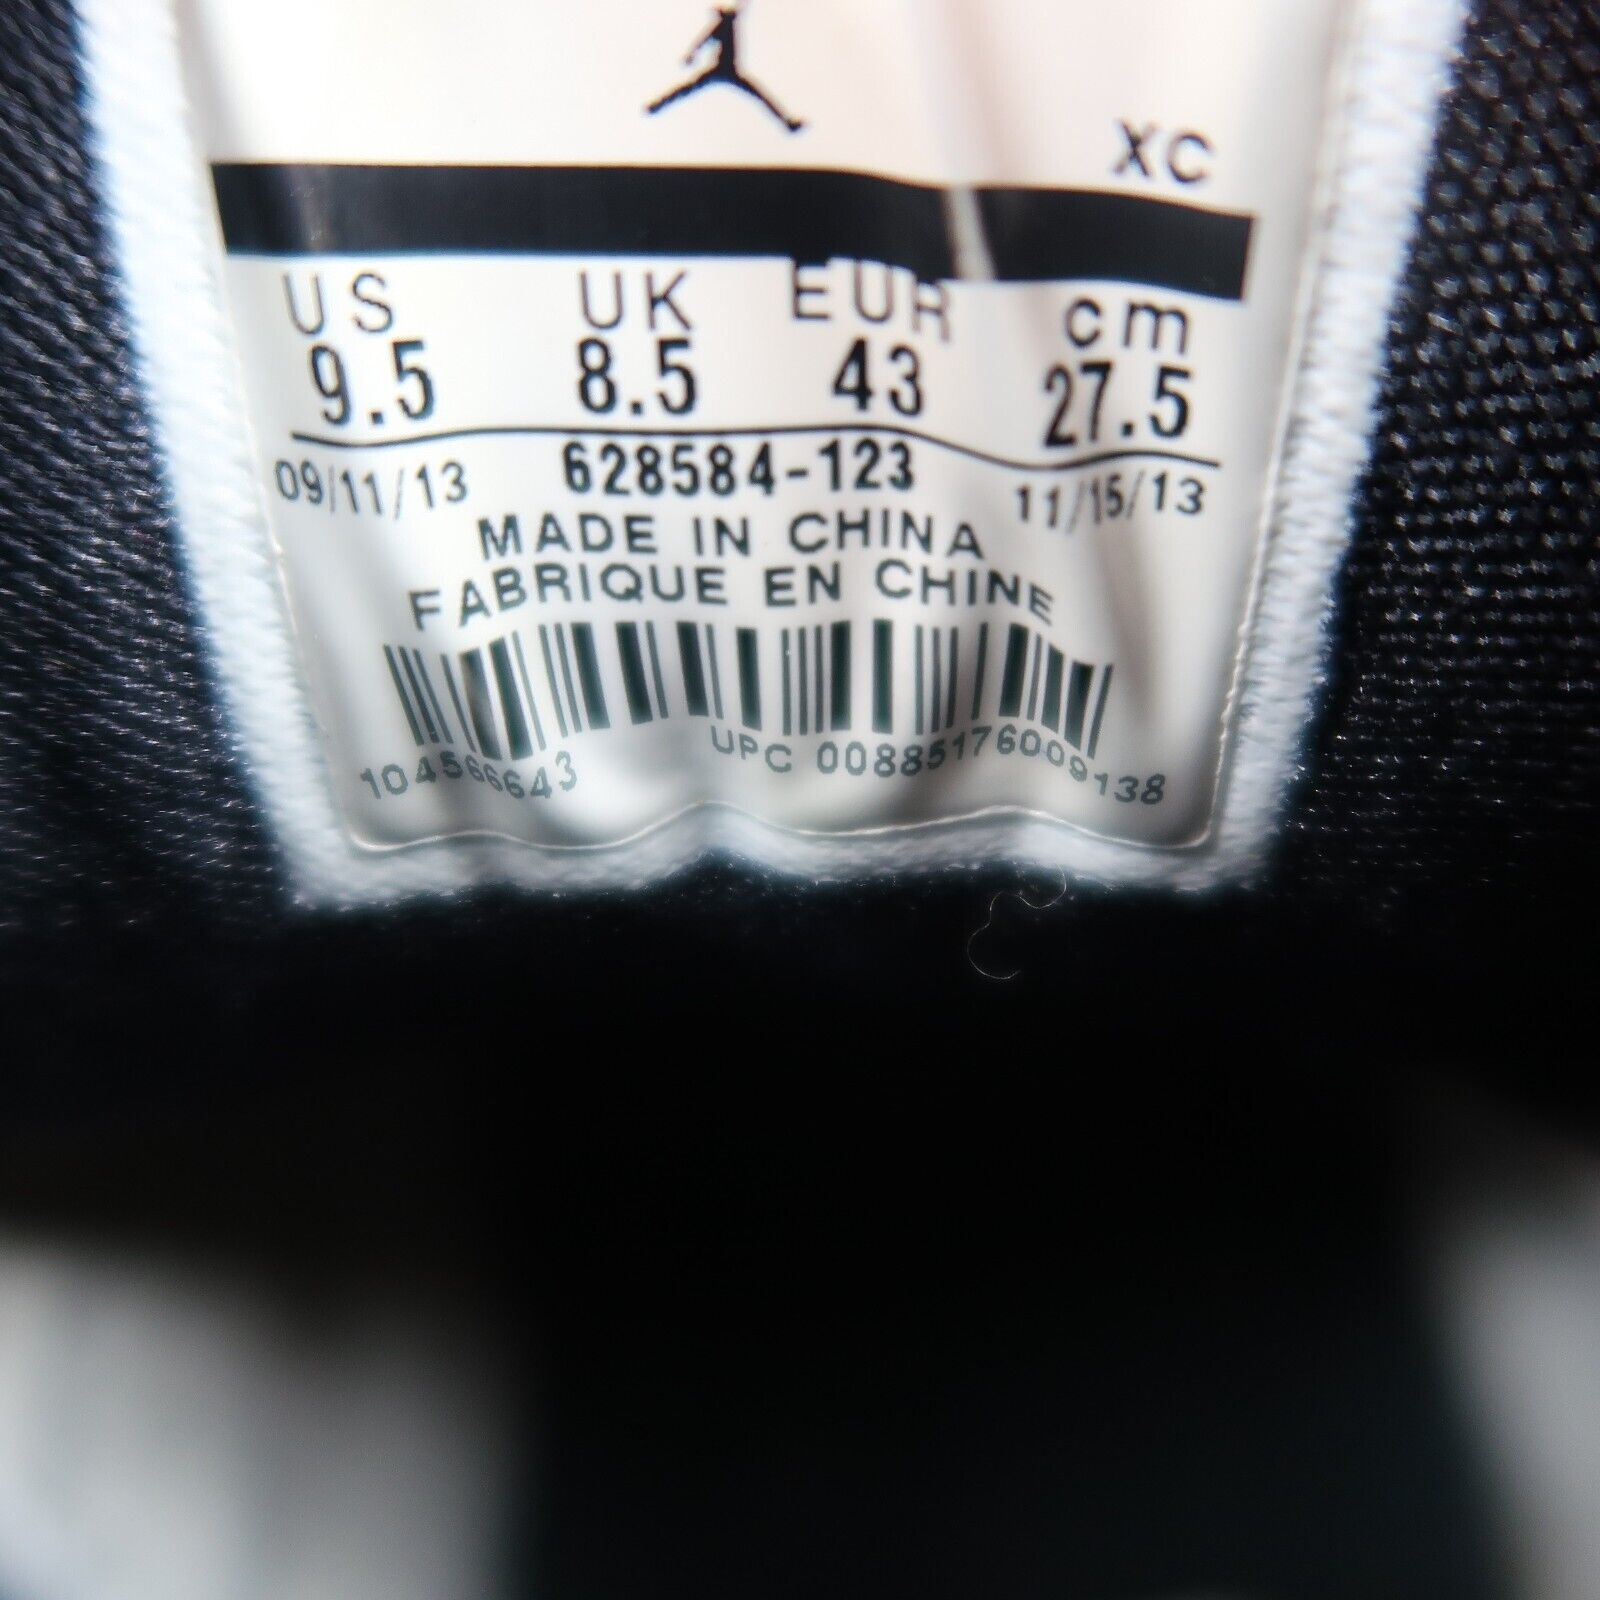 XC
US UK EUR cm
9.5 8.5 43 27.5
09/11/13 628584-123 11/15/13
MADE IN CHINA
FABRIQUE EN CHINE
104566643 UPC 00885176009138